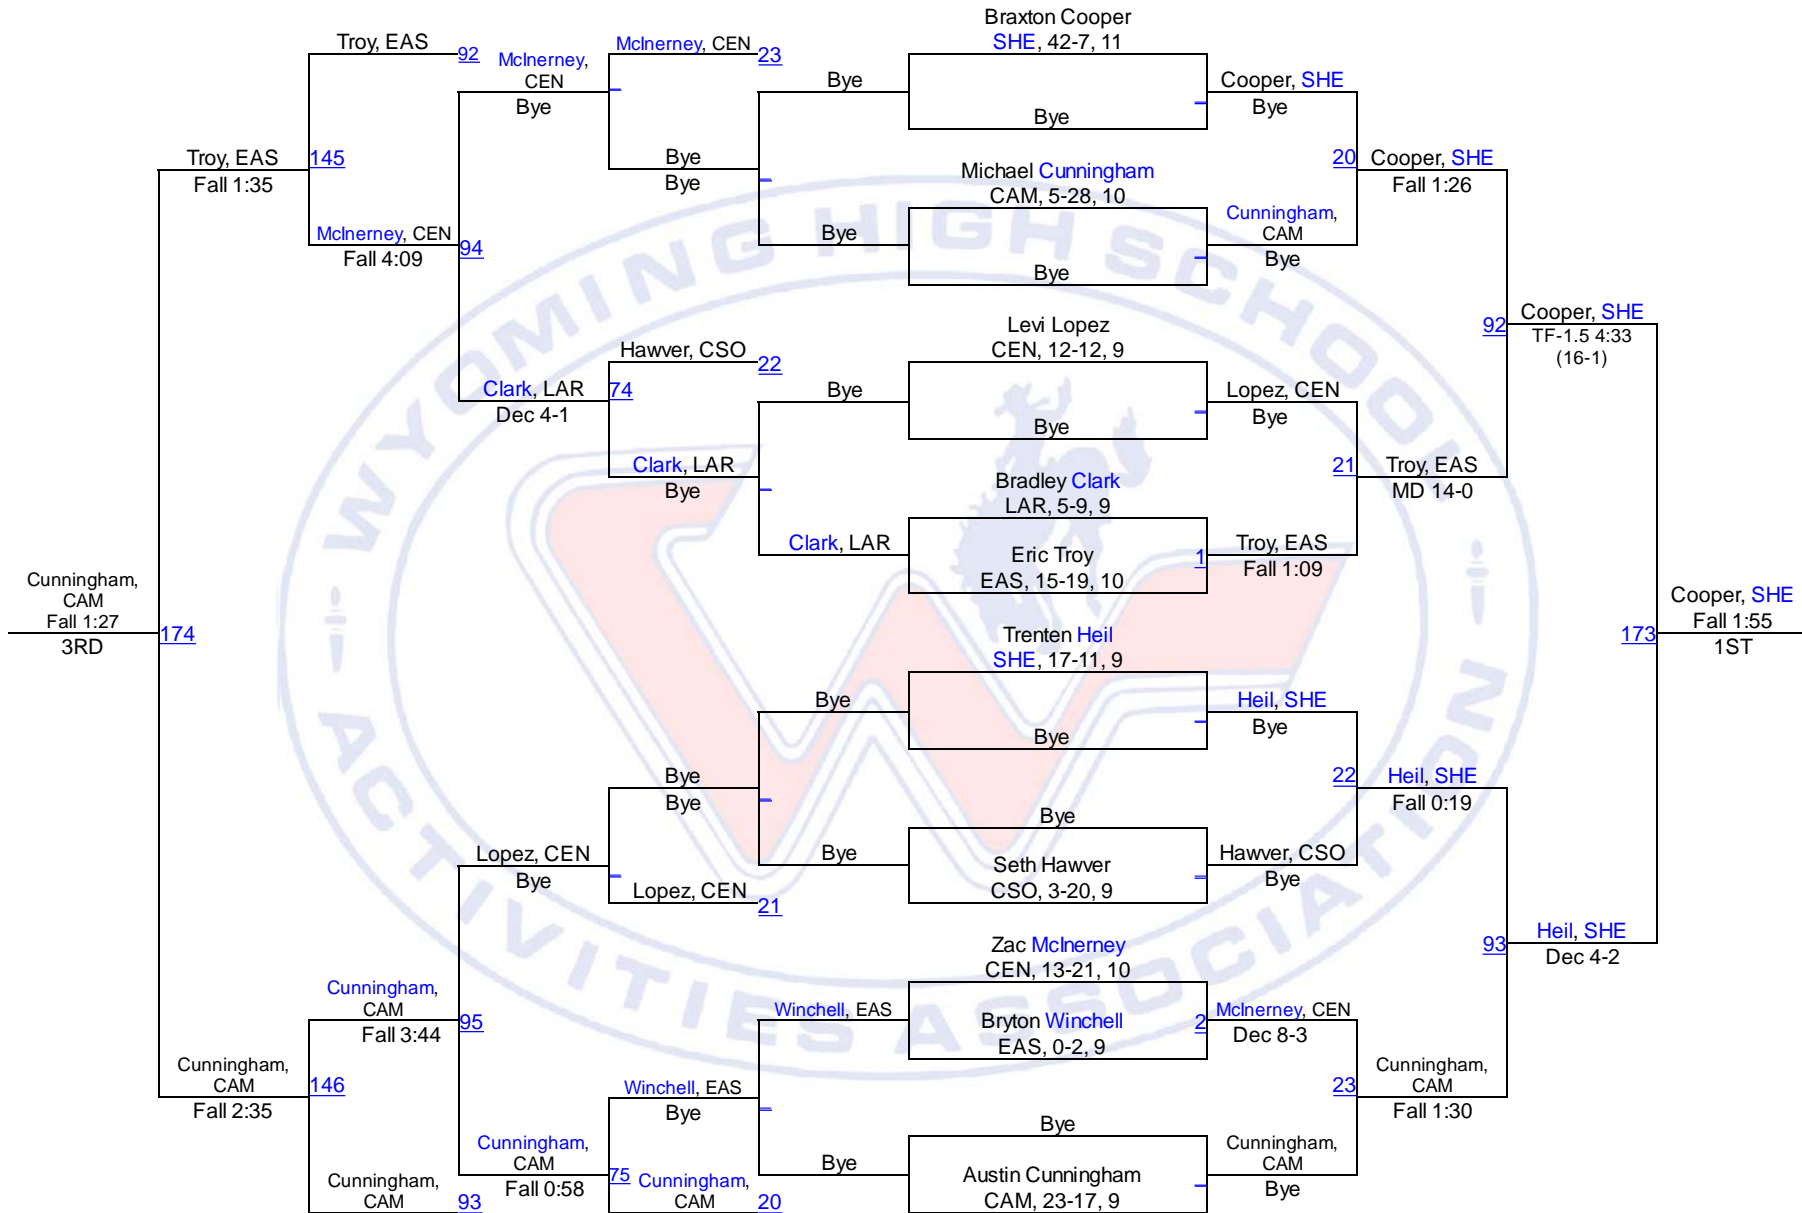 Braxton Cooper
SHE, 42-7, 11
Bye
Michael Cunningham
CAM, 5-28, 10
Bye
Levi Lopez
CEN, 12-12, 9
Bye
Bradley Clark
LAR, 5-9, 9
Eric Troy
EAS, 15-19, 10
1
Trenten Heil
SHE, 17-11, 9
Bye
Bye
Seth Hawver
CSO, 3-20, 9
Zac McInerney
CEN, 13-21, 10
Bryton Winchell
EAS, 0-2, 9
2
Bye
Austin Cunningham
CAM, 23-17, 9
Cooper, SHE
Bye
20
Cunningham,
CAM
Bye
Lopez, CEN
Bye
21
Troy, EAS
Fall 1:09
Heil, SHE
Bye
22
Hawver, CSO
Bye
McInerney, CEN
Dec 8-3
23
Cunningham,
CAM
Bye
Cooper, SHE
Fall 1:26
92
Troy, EAS
MD 14-0
Heil, SHE
Fall 0:19
93
Cunningham,
CAM
Fall 1:30
Cooper, SHE
TF-1.5 4:33
(16-1)
173
Heil, SHE
Dec 4-2
Cooper, SHE
Fall 1:55
1ST
Bye
Bye
Bye
Clark, LAR
Bye
Bye
Winchell, EAS
Bye
McInerney, CEN
23
Bye
Bye
Hawver, CSO
22
74
Clark, LAR
Bye
Bye
Bye
Lopez, CEN
21
Winchell, EAS
Bye
75
Cunningham,
CAM
20
McInerney,
CEN
Bye
94
Clark, LAR
Dec 4-1
Lopez, CEN
Bye
95
Cunningham,
CAM
Fall 0:58
Troy, EAS
92
145
McInerney, CEN
Fall 4:09
Cunningham,
CAM
Fall 3:44
146
Cunningham,
CAM
93
Troy, EAS
Fall 1:35
174
Cunningham,
CAM
Fall 2:35
Cunningham,
CAM
Fall 1:27
3RD
WYOMING HIGH SCHOOL
ACTIVITIES ASSOCIATION